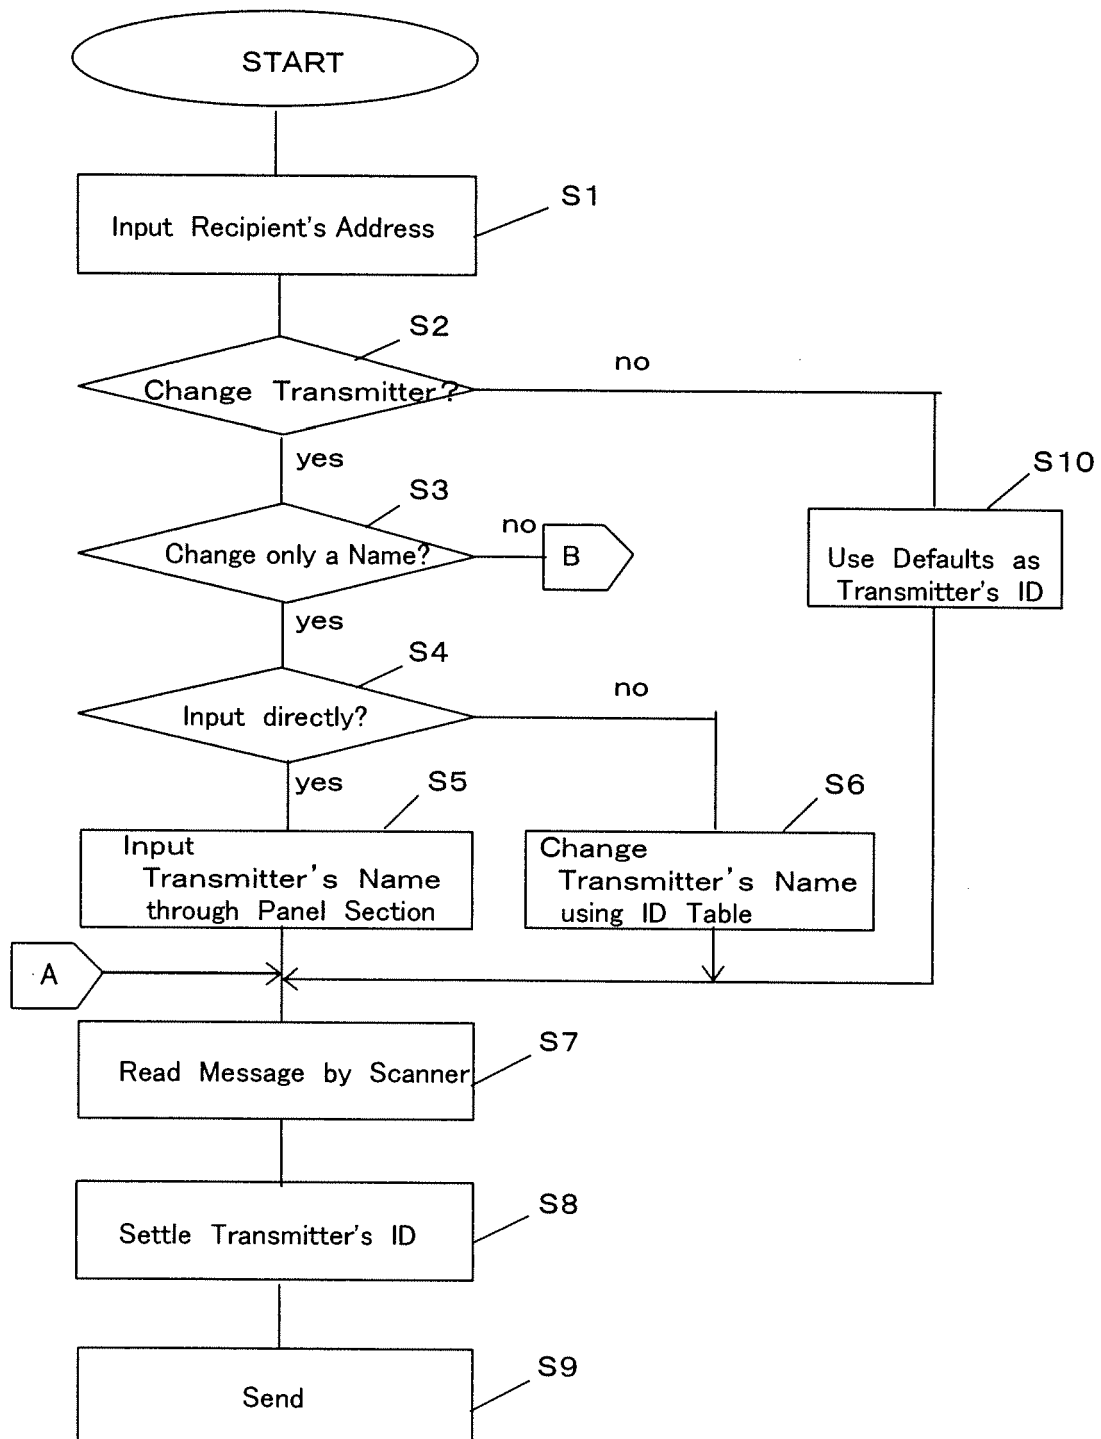 START
Input Recipient's Address
S1
S2
Change Transmitter?
no
yes
S3
Change only a Name?
no
B
S10
Use Defaults as
Transmitter's ID
yes
S4
Input directly?
no
yes
S5
Input
Transmitter's Name
through Panel Section
S6
Change
Transmitter's Name
using ID Table
A
S7
Read Message by Scanner
S8
Settle Transmitter's ID
S9
Send